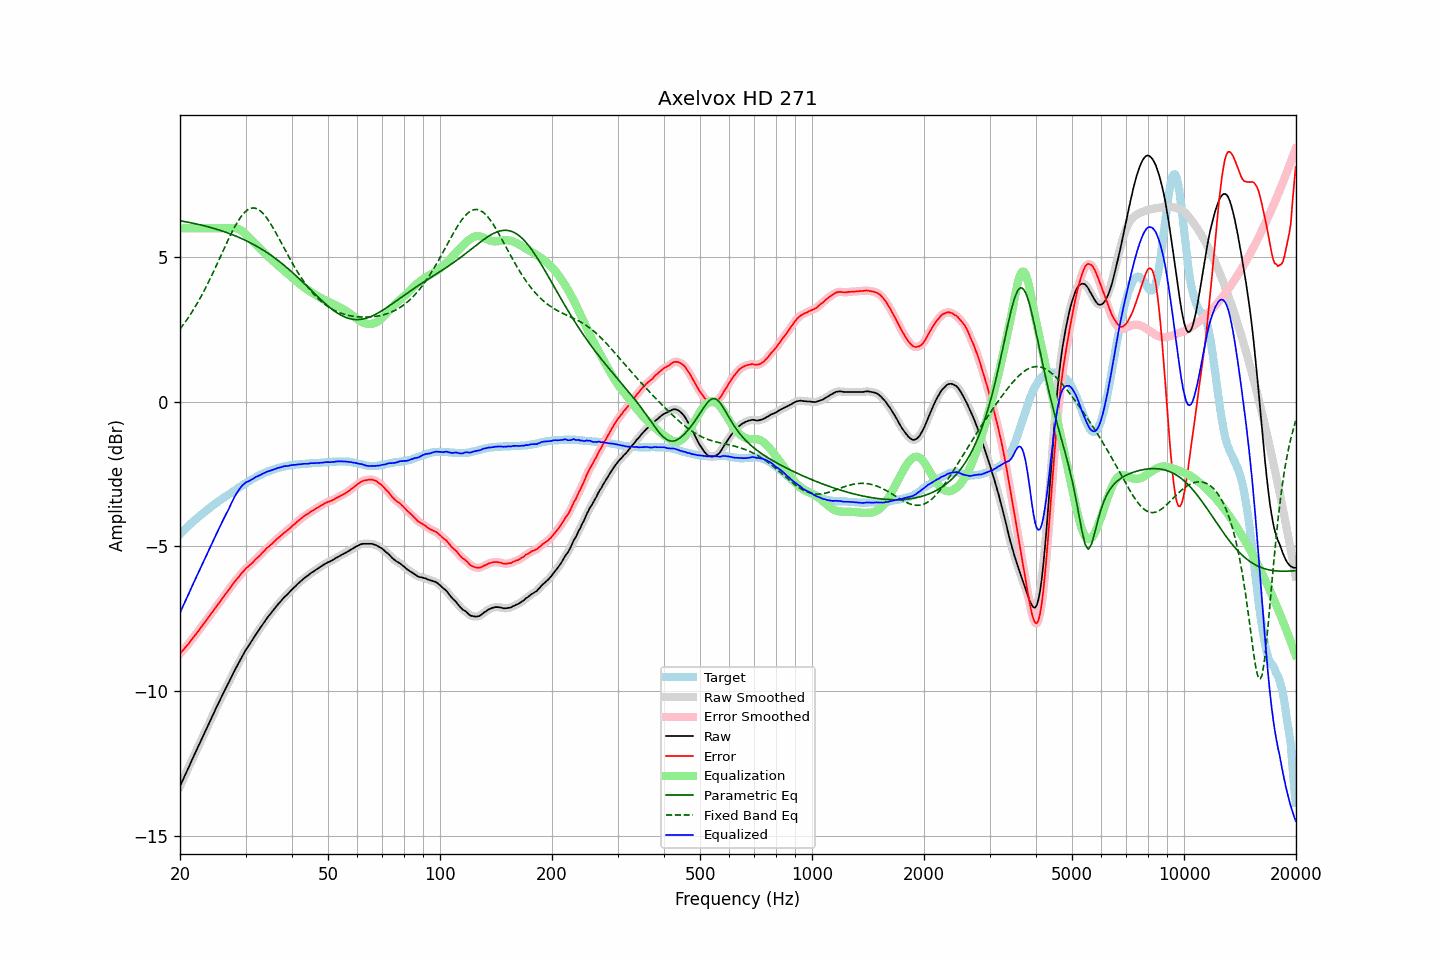 Axelvox HD 271
Amplitude (dBr)
5
0
−5
−10
−15
20
50
100
200
500
1000
2000
5000
10000
20000
Frequency (Hz)
Target
Raw Smoothed
Error Smoothed
Raw
Error
Equalization
Parametric Eq
Fixed Band Eq
Equalized